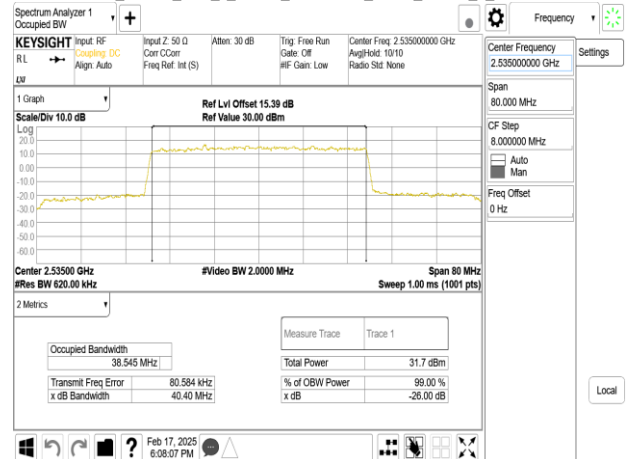 Spectrum Analyzer 1
Occupied BW
Frequency
KEYSIGHT
RL
Input: RF
Coupling: DC
Align: Auto
Input Z: 50 Ω
Corr CCorr
Freq Ref: Int (S)
Atten: 30 dB
Trig: Free Run
Gate: Off
#IF Gain: Low
Center Freq: 2.535000000 GHz
Avg|Hold: 10/10
Radio Std: None
Center Frequency
2.535000000 GHz
Settings
Span
80.000 MHz
CF Step
8.000000 MHz
Auto
Man
Freq Offset
0 Hz
Local
1 Graph
Scale/Div 10.0 dB
Ref Lvl Offset 15.39 dB
Ref Value 30.00 dBm
Log
20.0
10.0
0.00
-10.0
-20.0
-30.0
-40.0
-50.0
-60.0
Center 2.53500 GHz
#Video BW 2.0000 MHz
Span 80 MHz
#Res BW 620.00 kHz
Sweep 1.00 ms (1001 pts)
2 Metrics
Measure Trace
Trace 1
Occupied Bandwidth
38.545 MHz
Total Power
31.7 dBm
Transmit Freq Error
80.584 kHz
% of OBW Power
99.00 %
x dB Bandwidth
40.40 MHz
x dB
-26.00 dB
Feb 17, 2025
6:08:07 PM